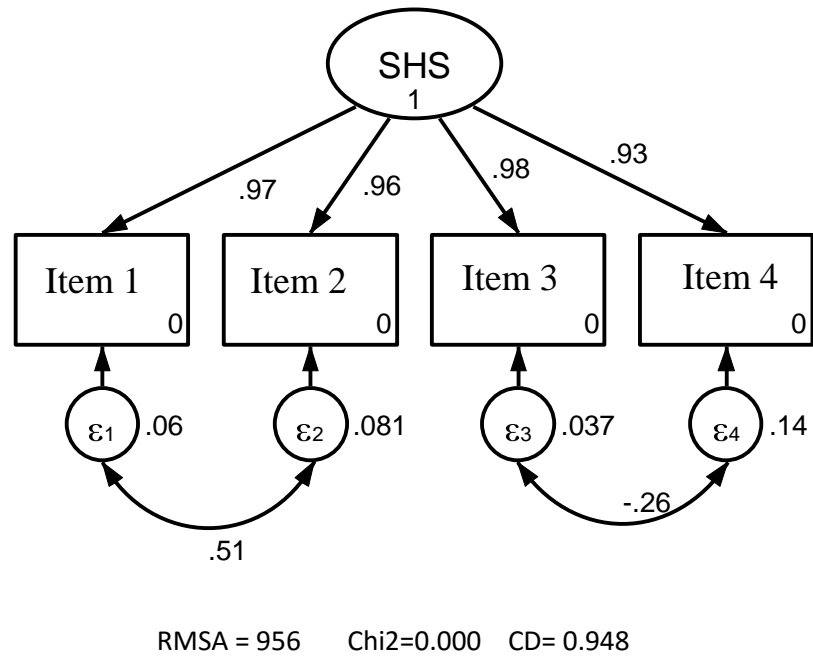 SHS
1
.97 .96 .98 .93
Item 1 Item 2 Item 3 Item 4
0 0 0 0
ε1 .06 ε2 .081 ε3 .037 ε4 .14
-.26
.51
RMSA = 956 Chi2=0.000 CD= 0.948